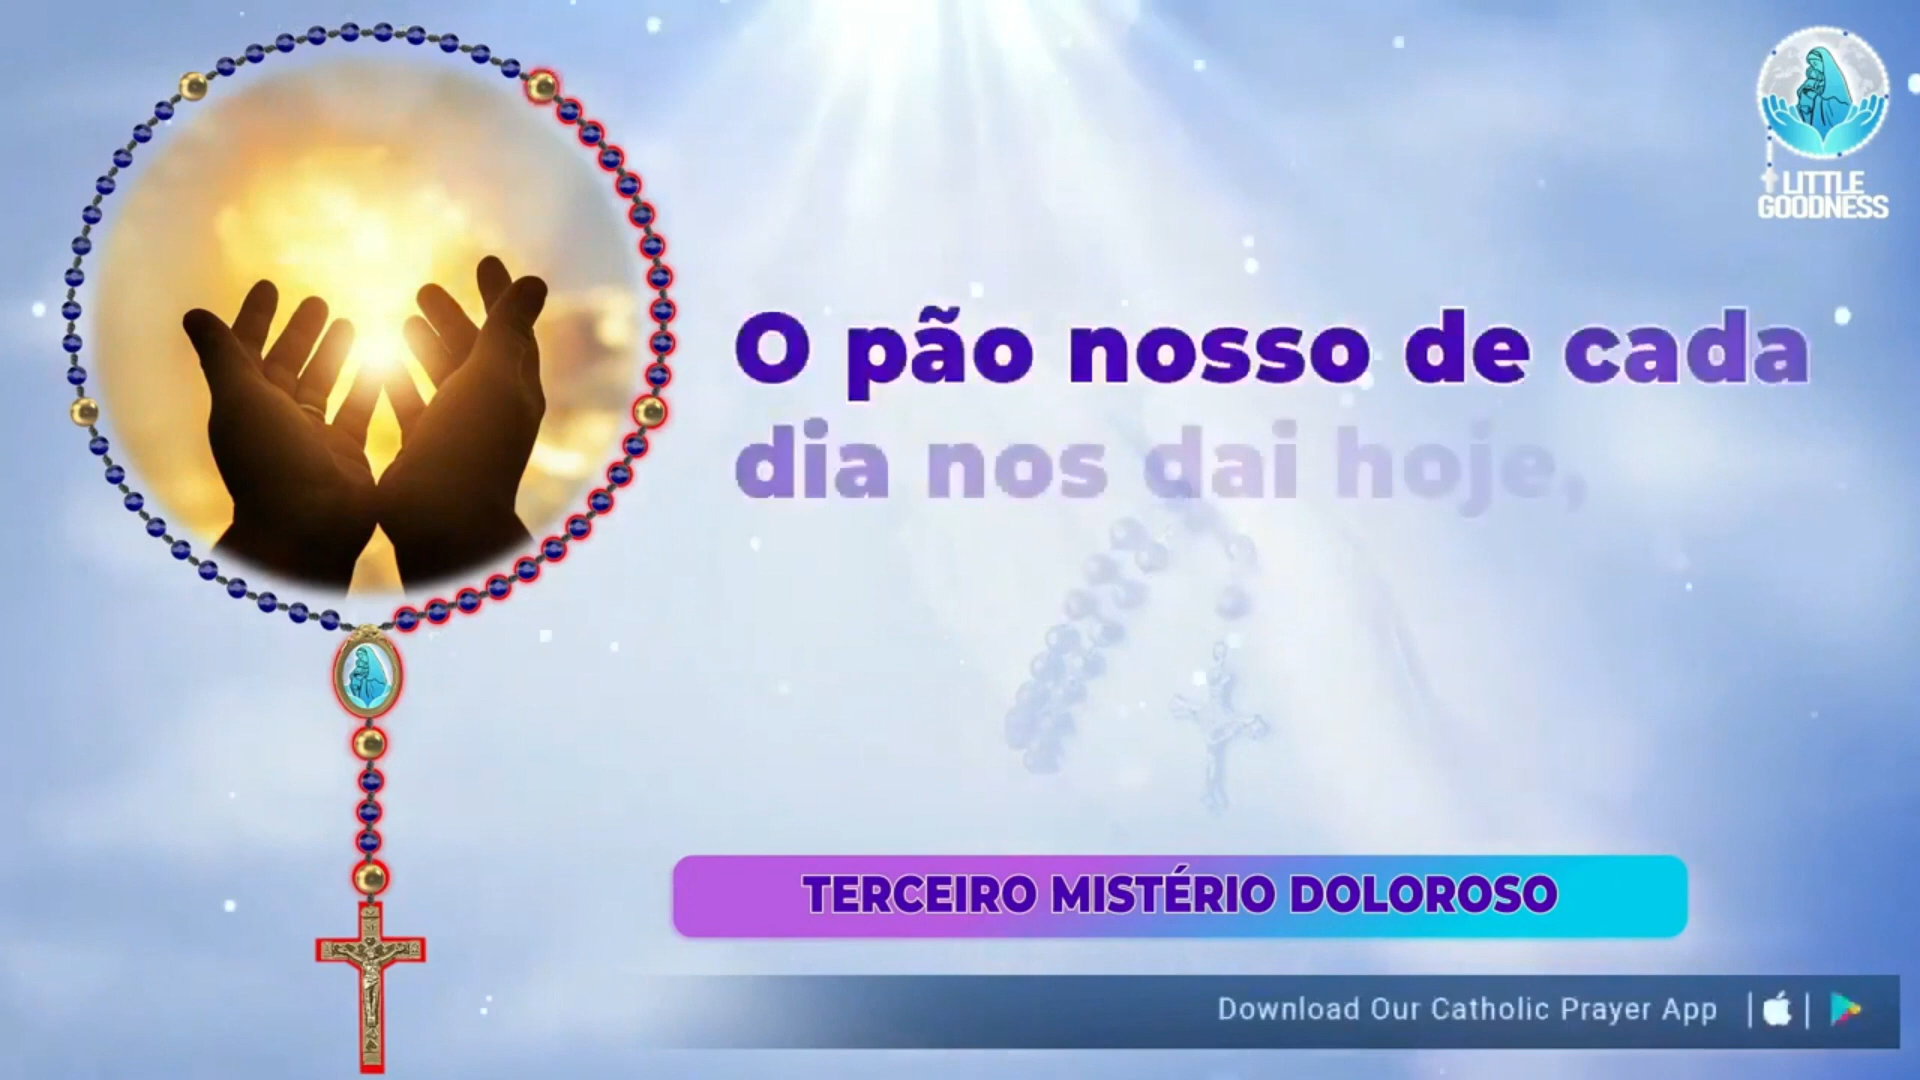 LITTLE
GOODNESS
O pão nosso de cada
dia nos dai hoje,
TERCEIRO MISTÉRIO DOLOROSO
Download Our Catholic Prayer App